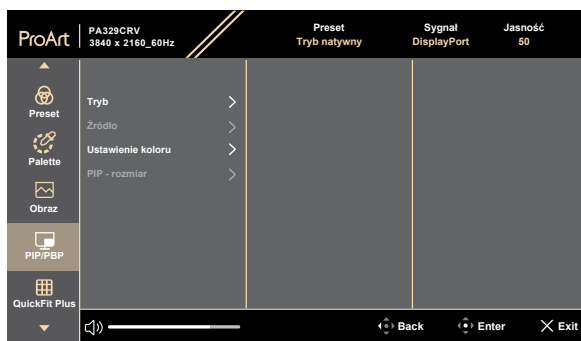 ProArt
PA329CRV
3840 x 2160_60Hz
Preset
Tryb natywny
Sygnał
DisplayPort
Jasność
50
Preset
Palette
Obraz
PIP/PBP
QuickFit Plus
Tryb
Źródło
Ustawienie koloru
PIP - rozmiar
Back
Enter
Exit